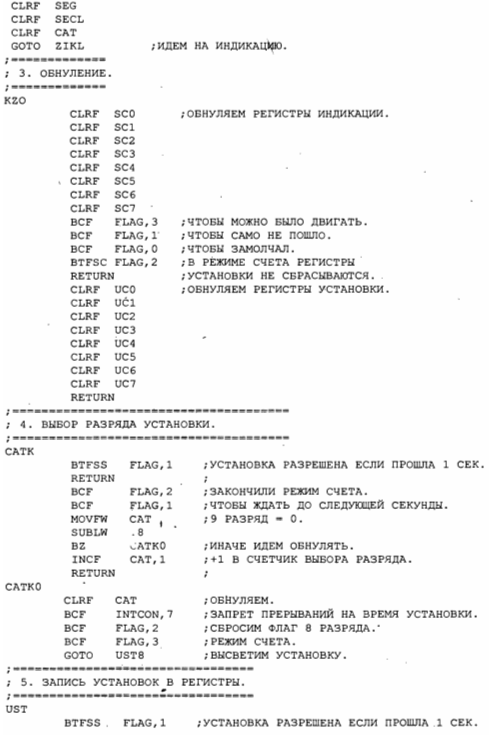 CLRF SEG
CLRF SECL
CLRF CAT
GOTO ZIKL ;ИДЕМ НА ИНДИКАЦИЮ.
;=============
; 3. ОБНУЛЕНИЕ.
;=============
KZO
CLRF SC0 ;ОБНУЛЯЕМ РЕГИСТРЫ ИНДИКАЦИИ.
CLRF SC1
CLRF SC2
CLRF SC3
CLRF SC4
CLRF SC5
CLRF SC6
CLRF SC7
BCF FLAG,3 ;ЧТОБЫ МОЖНО БЫЛО ДВИГАТЬ.
BCF FLAG,1 ;ЧТОБЫ САМО НЕ ПОШЛО.
BCF FLAG,0 ;ЧТОБЫ ЗАМОЛЧАЛ.
BTFSC FLAG,2 ;В РЕЖИМЕ СЧЕТА РЕГИСТРЫ
RETURN ;УСТАНОВКИ НЕ СБРАСЫВАЮТСЯ.
CLRF UC0 ;ОБНУЛЯЕМ РЕГИСТРЫ УСТАНОВКИ.
CLRF UC1
CLRF UC2
CLRF UC3
CLRF UC4
CLRF UC5
CLRF UC6
CLRF UC7
RETURN
;=======================================
; 4. ВЫБОР РАЗРЯДА УСТАНОВКИ.
;=======================================
CATK
BTFSS FLAG,1 ;УСТАНОВКА РАЗРЕШЕНА ЕСЛИ ПРОШЛА 1 СЕК.
RETURN ;
BCF FLAG,2 ;ЗАКОНЧИЛИ РЕЖИМ СЧЕТА.
BCF FLAG,1 ;ЧТОБЫ ЖДАТЬ ДО СЛЕДУЮЩЕЙ СЕКУНДЫ.
MOVFW CAT ;9 РАЗРЯД = 0.
SUBLW .8
BZ CATK0 ;ИНАЧЕ ИДЕМ ОБНУЛЯТЬ.
INCF CAT,1 ;+1 В СЧЕТЧИК ВЫБОРА РАЗРЯДА.
RETURN ;
CATK0
CLRF CAT ;ОБНУЛЯЕМ.
BCF INTCON,7 ;ЗАПРЕТ ПРЕРЫВАНИЙ НА ВРЕМЯ УСТАНОВКИ.
BCF FLAG,2 ;СБРОСИМ ФЛАГ 8 РАЗРЯДА.
BCF FLAG,3 ;РЕЖИМ СЧЕТА.
GOTO UST8 ;ВЫСВЕТИМ УСТАНОВКУ.
;==================================
; 5. ЗАПИСЬ УСТАНОВОК В РЕГИСТРЫ.
;==================================
UST
BTFSS FLAG,1 ;УСТАНОВКА РАЗРЕШЕНА ЕСЛИ ПРОШЛА 1 СЕК.